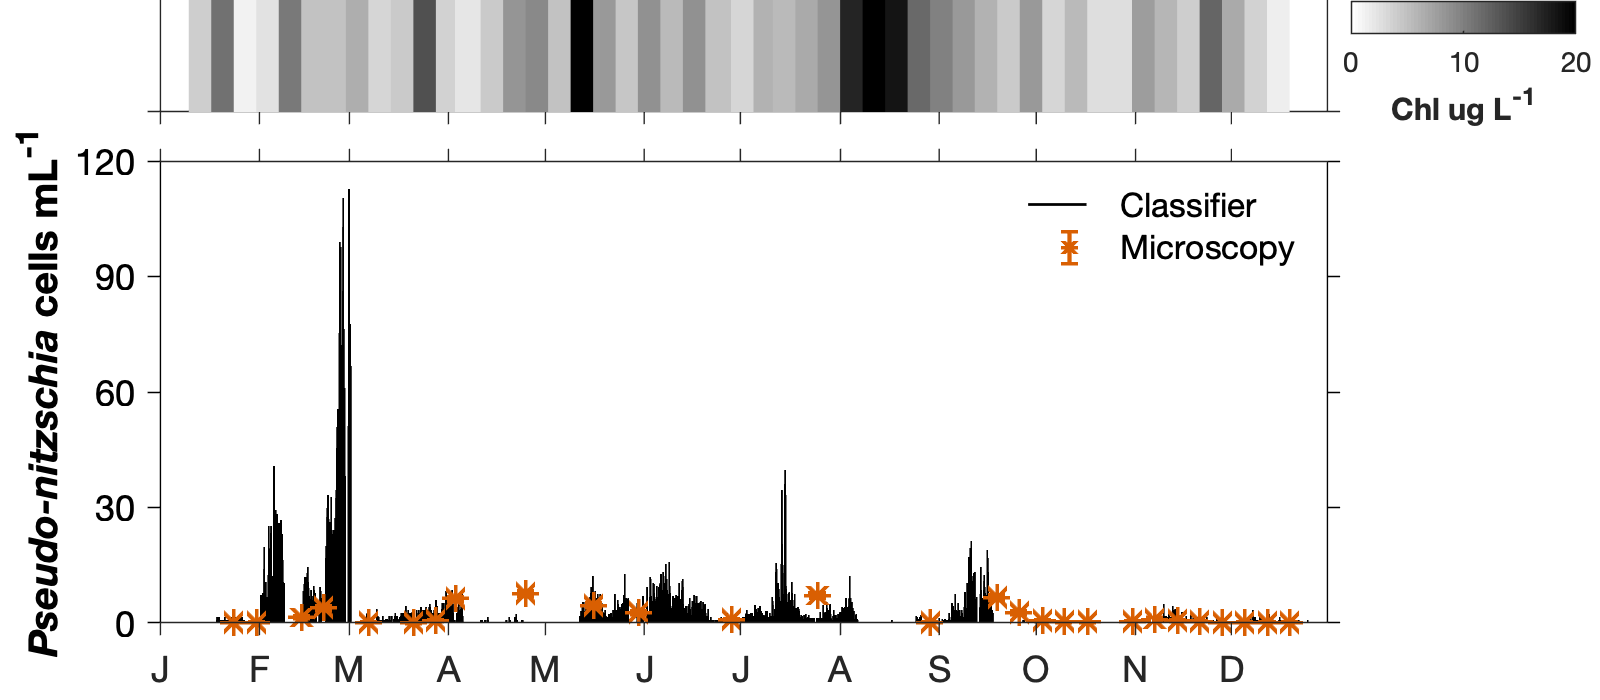 0 10 20
Chl ug L-1
Pseudo-nitzschia cells mL-1
120
90
60
30
0
Classifier
Microscopy
J F M A M J J A S O N D